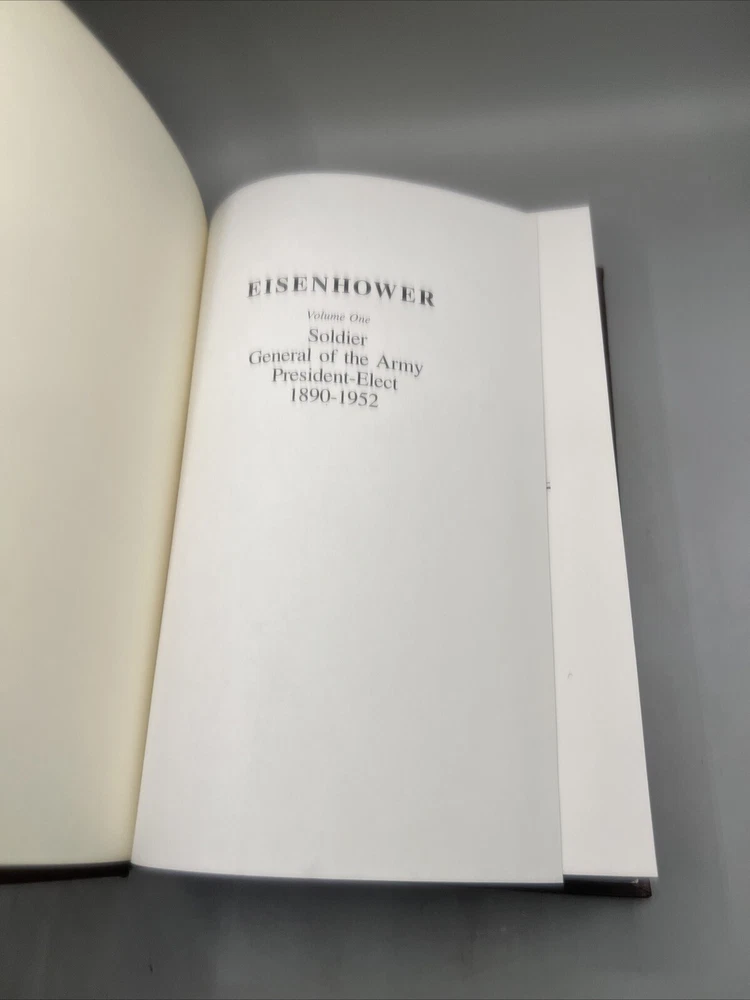 EISENHOWER
Volume One
Soldier
General of the Army
President-Elect
1890-1952